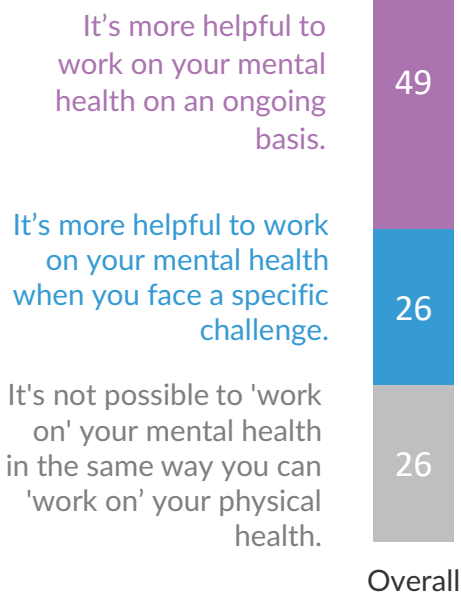 It’s more helpful to
work on your mental
health on an ongoing
basis.
49
It’s more helpful to work
on your mental health
when you face a specific
challenge.
26
It's not possible to 'work
on' your mental health
in the same way you can
'work on’ your physical
health.
26
Overall